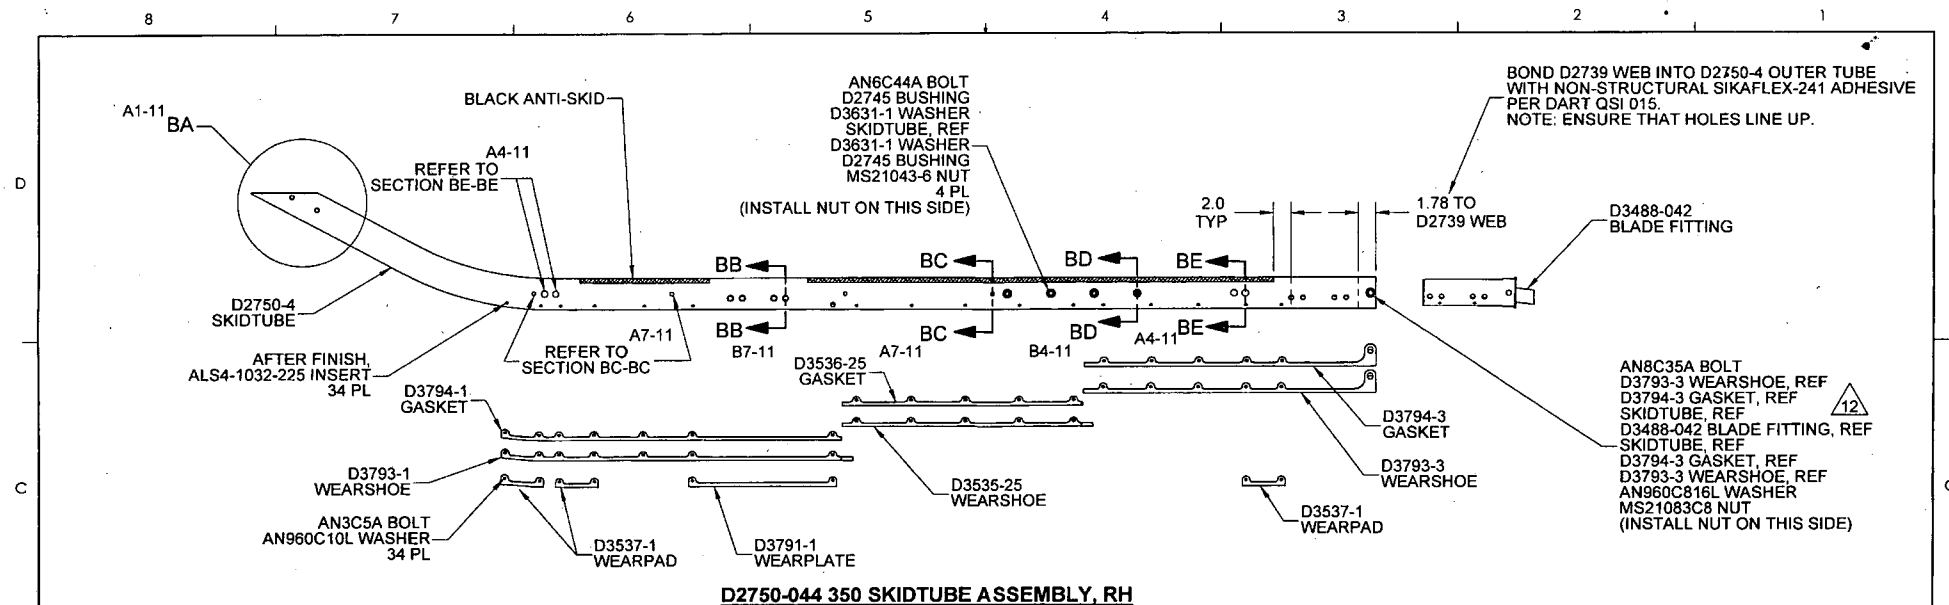 8 7 6 5 4 3 2 1
D
C
C
A1-11
BA
BLACK ANTI-SKID
A4-11
REFER TO
SECTION BE-BE
AN6C44A BOLT
D2745 BUSHING
D3631-1 WASHER
SKIDTUBE, REF
D3631-1 WASHER
D2745 BUSHING
MS21043-6 NUT
4 PL
(INSTALL NUT ON THIS SIDE)
BOND D2739 WEB INTO D2750-4 OUTER TUBE
WITH NON-STRUCTURAL SIKAFLEX-241 ADHESIVE
PER DART QSI 015.
NOTE: ENSURE THAT HOLES LINE UP.
2.0
TYP
1.78 TO
D2739 WEB
D3488-042
BLADE FITTING
BB
BC
BD
BE
D2750-4
SKIDTUBE
BB
BC
BD
BE
A7-11
B7-11
A7-11
B4-11
A4-11
REFER TO
SECTION BC-BC
AFTER FINISH,
ALS4-1032-225 INSERT
34 PL
D3794-1
GASKET
D3536-25
GASKET
D3794-3
GASKET
D3793-1
WEARSHOE
D3535-25
WEARSHOE
D3793-3
WEARSHOE
AN3C5A BOLT
AN960C10L WASHER
34 PL
D3537-1
WEARPAD
D3791-1
WEARPLATE
D3537-1
WEARPAD
AN8C35A BOLT
D3793-3 WEARSHOE, REF
D3794-3 GASKET, REF
SKIDTUBE, REF
D3488-042 BLADE FITTING, REF
SKIDTUBE, REF
D3794-3 GASKET, REF
D3793-3 WEARSHOE, REF
AN960C816L WASHER
MS21083C8 NUT
(INSTALL NUT ON THIS SIDE)
12
D2750-044 350 SKIDTUBE ASSEMBLY, RH